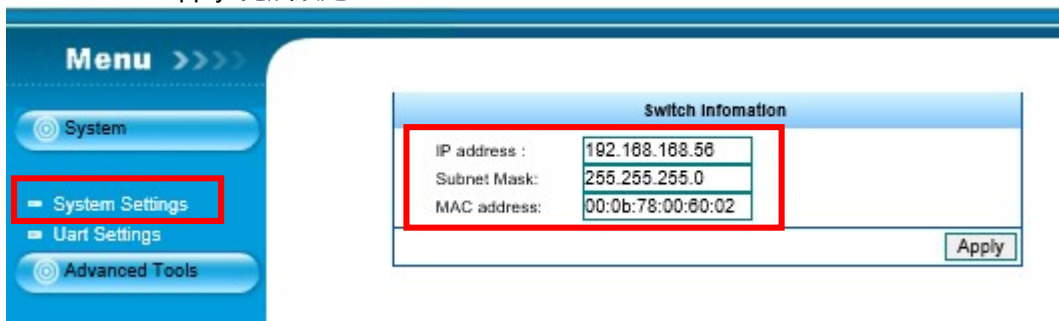 Menu >>>>
System
System Settings
Uart Settings
Advanced Tools
Switch Infomation
IP address : 192.168.168.56
Subnet Mask: 255.255.255.0
MAC address: 00:0b:78:00:60:02
Apply